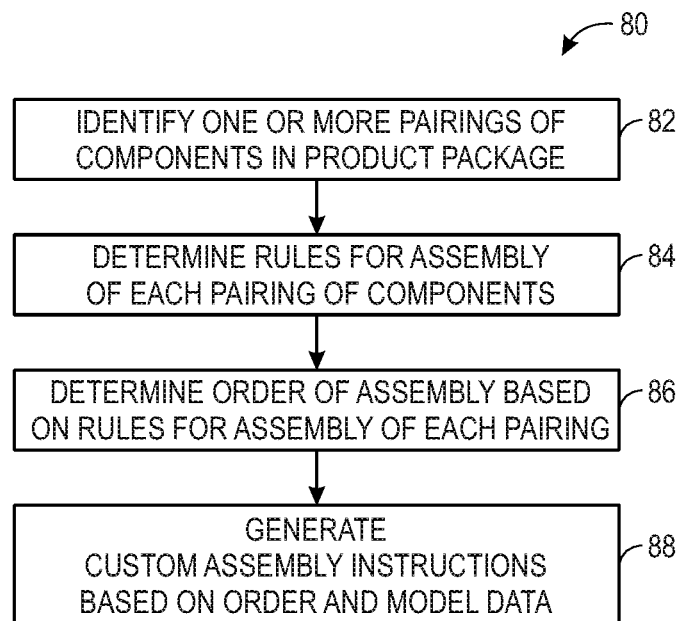 80
IDENTIFY ONE OR MORE PAIRINGS OF
COMPONENTS IN PRODUCT PACKAGE
82
DETERMINE RULES FOR ASSEMBLY
OF EACH PAIRING OF COMPONENTS
84
DETERMINE ORDER OF ASSEMBLY BASED
ON RULES FOR ASSEMBLY OF EACH PAIRING
86
GENERATE
CUSTOM ASSEMBLY INSTRUCTIONS
BASED ON ORDER AND MODEL DATA
88